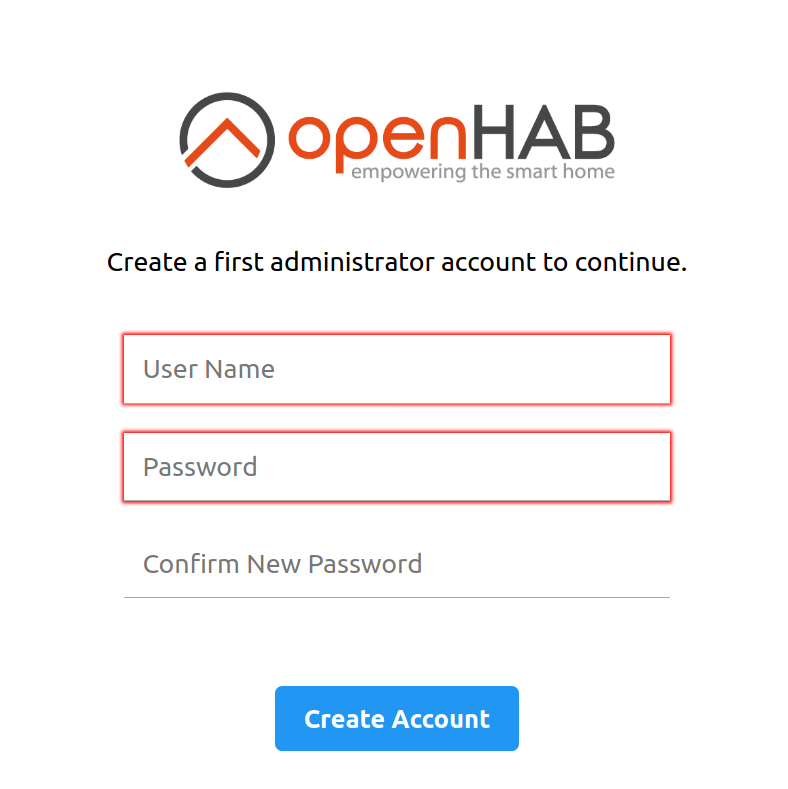 openHAB
empowering the smart home
Create a first administrator account to continue.
User Name
Password
Confirm New Password
Create Account